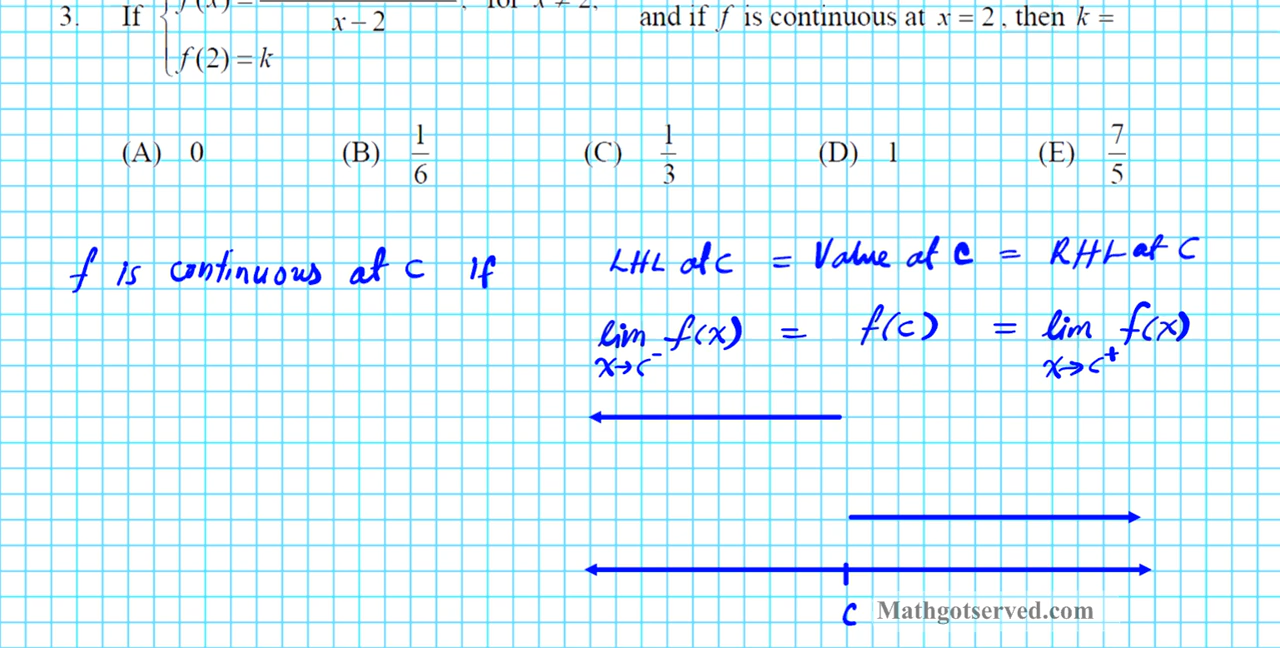 3. If f(x) = , for x ≠ 2,
x − 2 and if f is continuous at x = 2, then k =
f(2) = k
(A) 0 (B) 1/6 (C) 1/3 (D) 1 (E) 7/5
f is continuous at c if LHL at c = Value at c = RHL at c
lim x→c⁻ f(x) = f(c) = lim x→c⁺ f(x)
c Mathgotserved.com